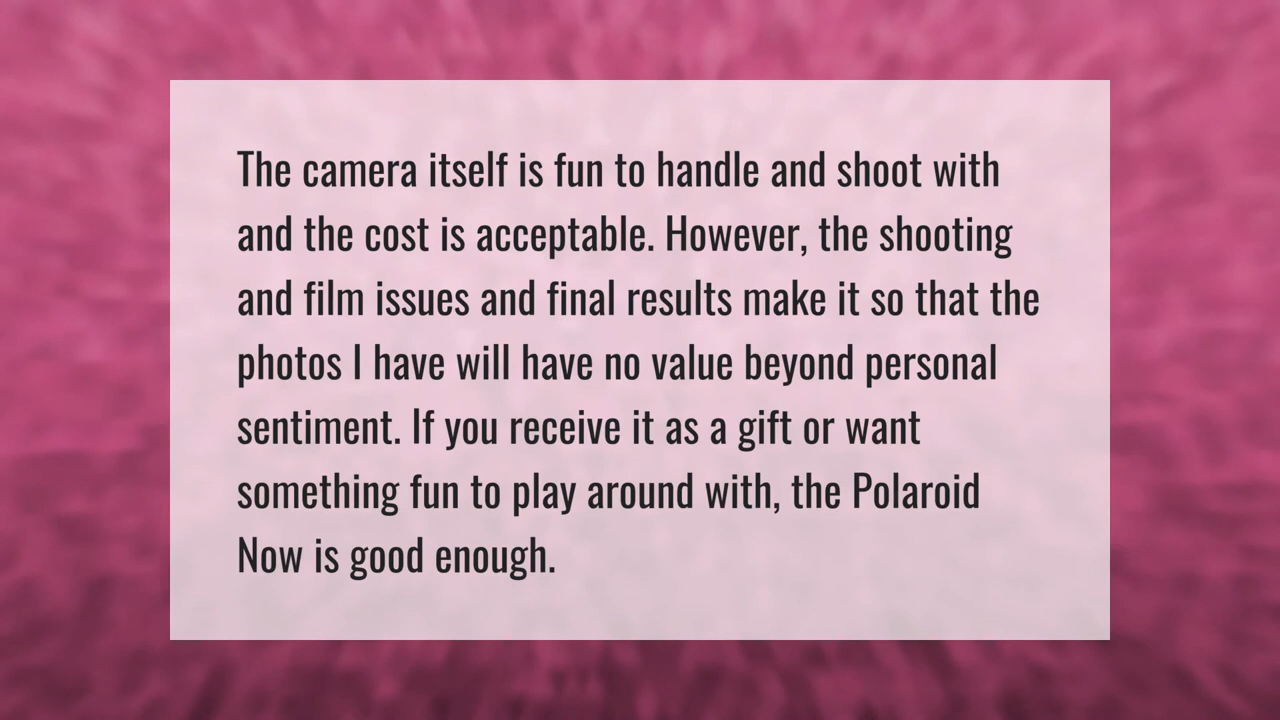 The camera itself is fun to handle and shoot with
and the cost is acceptable. However, the shooting
and film issues and final results make it so that the
photos I have will have no value beyond personal
sentiment. If you receive it as a gift or want
something fun to play around with, the Polaroid
Now is good enough.